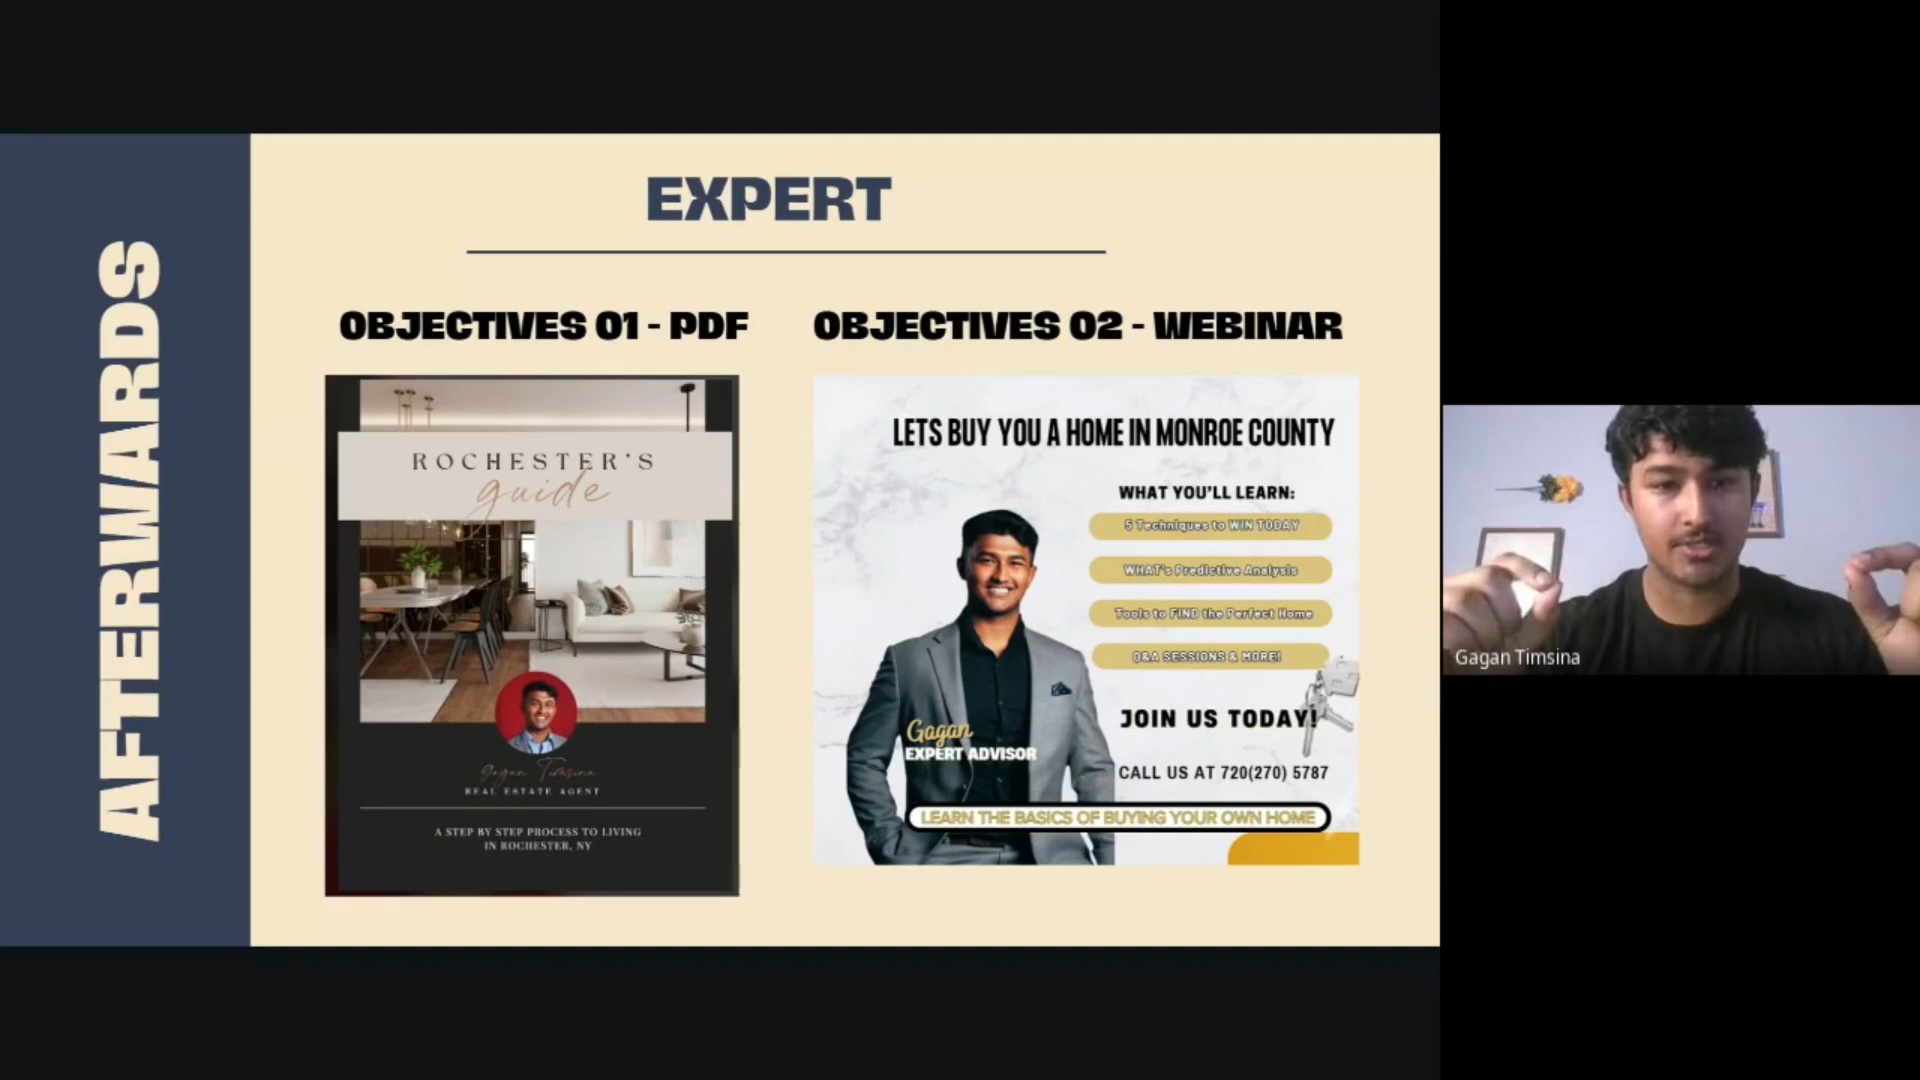 AFTERWARDS
EXPERT
OBJECTIVES 01 - PDF
ROCHESTER'S
guide
Gagan Timsina
REAL ESTATE AGENT
A STEP BY STEP PROCESS TO LIVING
IN ROCHESTER, NY
OBJECTIVES 02 - WEBINAR
LETS BUY YOU A HOME IN MONROE COUNTY
WHAT YOU'LL LEARN:
5 Techniques to WIN TODAY
WHAT's Predictive Analysis
Tools to FIND the Perfect Home
Q&A SESSIONS & MORE!
Gagan
EXPERT ADVISOR
JOIN US TODAY!
CALL US AT 720(270) 5787
LEARN THE BASICS OF BUYING YOUR OWN HOME
Gagan Timsina